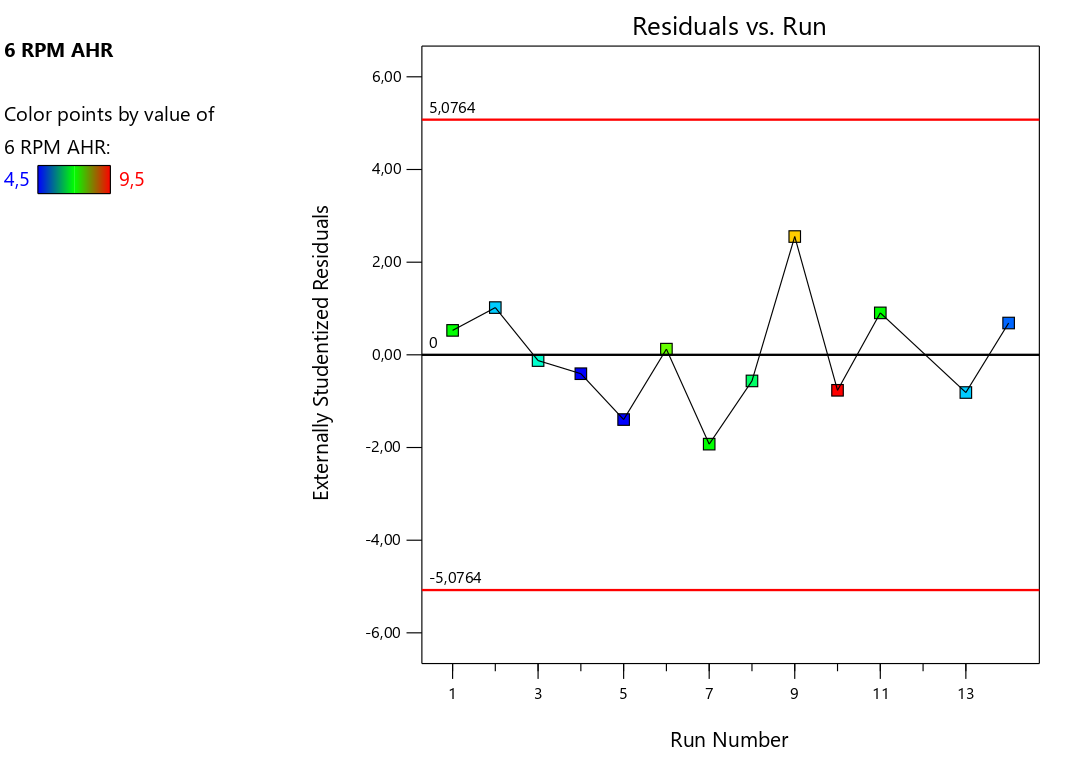 6 RPM AHR
Color points by value of
6 RPM AHR:
4,5 9,5
Residuals vs. Run
Externally Studentized Residuals
6,00
5,0764
4,00
2,00
0
0,00
-2,00
-4,00
-5,0764
-6,00
1 3 5 7 9 11 13
Run Number